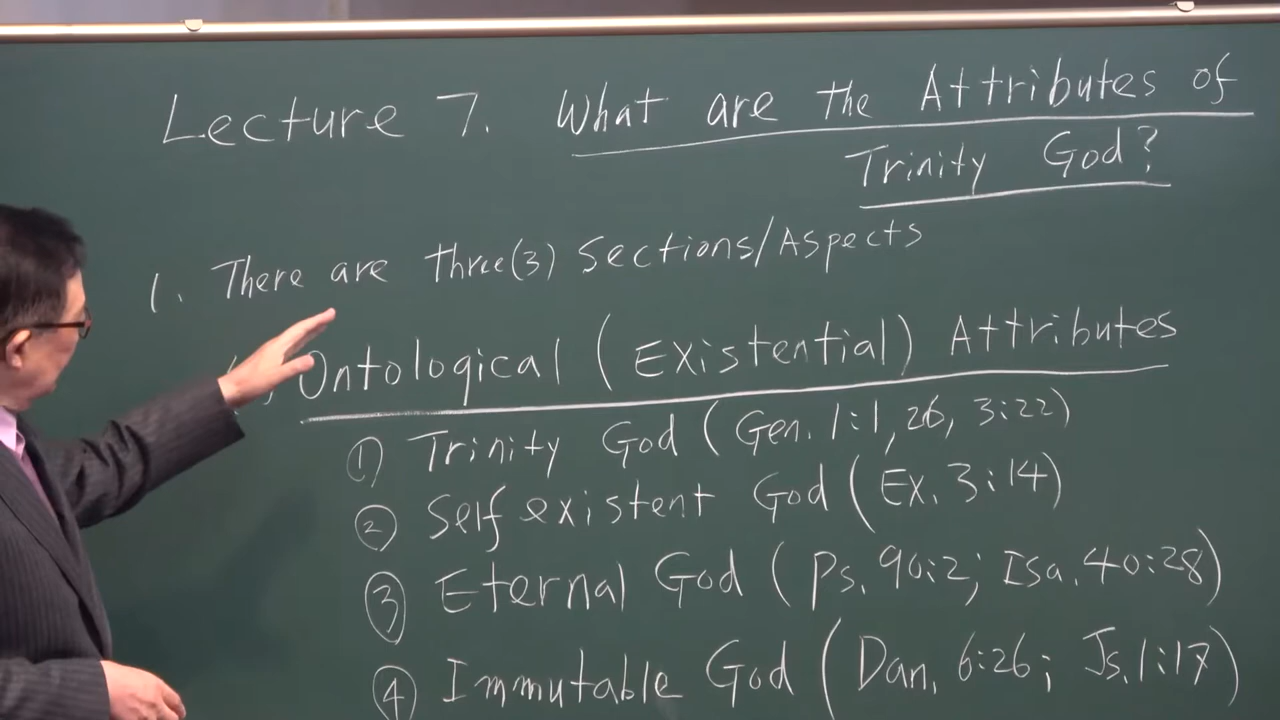 Lecture 7. What are the Attributes of
Trinity God?
1. There are three(3) Sections/Aspects
Ontological (Existential) Attributes
① Trinity God (Gen. 1:1, 26, 3:22)
② Self existent God (Ex. 3:14)
③ Eternal God (Ps. 90:2; Isa. 40:28)
④ Immutable God (Dan. 6:26; Js. 1:17)